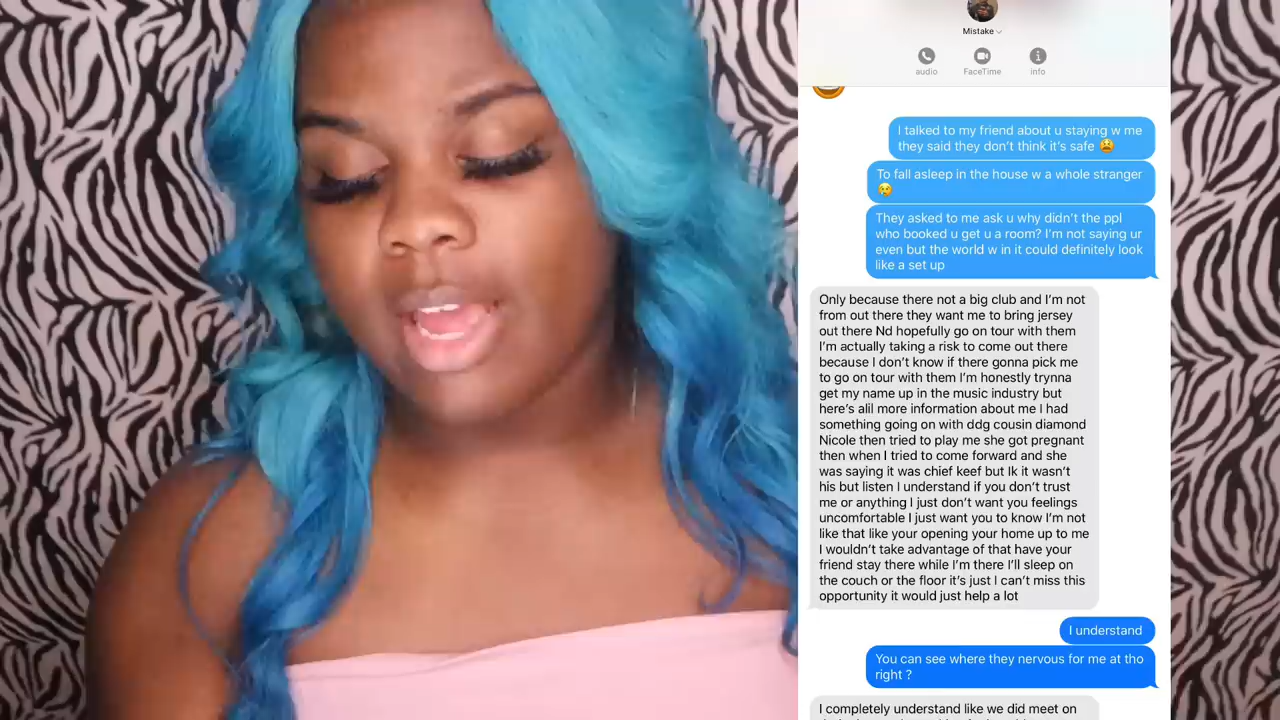 Mistake
audio FaceTime info
I talked to my friend about u staying w me
they said they don't think it's safe 😫
To fall asleep in the house w a whole stranger
😢
They asked to me ask u why didn't the ppl
who booked u get u a room? I'm not saying ur
even but the world w in it could definitely look
like a set up
Only because there not a big club and I'm not
from out there they want me to bring jersey
out there Nd hopefully go on tour with them
I'm actually taking a risk to come out there
because I don't know if there gonna pick me
to go on tour with them I'm honestly trynna
get my name up in the music industry but
here's alil more information about me I had
something going on with ddg cousin diamond
Nicole then tried to play me she got pregnant
then when I tried to come forward and she
was saying it was chief keef but Ik it wasn't
his but listen I understand if you don't trust
me or anything I just don't want you feelings
uncomfortable I just want you to know I'm not
like that like your opening your home up to me
I wouldn't take advantage of that have your
friend stay there while I'm there I'll sleep on
the couch or the floor it's just I can't miss this
opportunity it would just help a lot
I understand
You can see where they nervous for me at tho
right ?
I completely understand like we did meet on